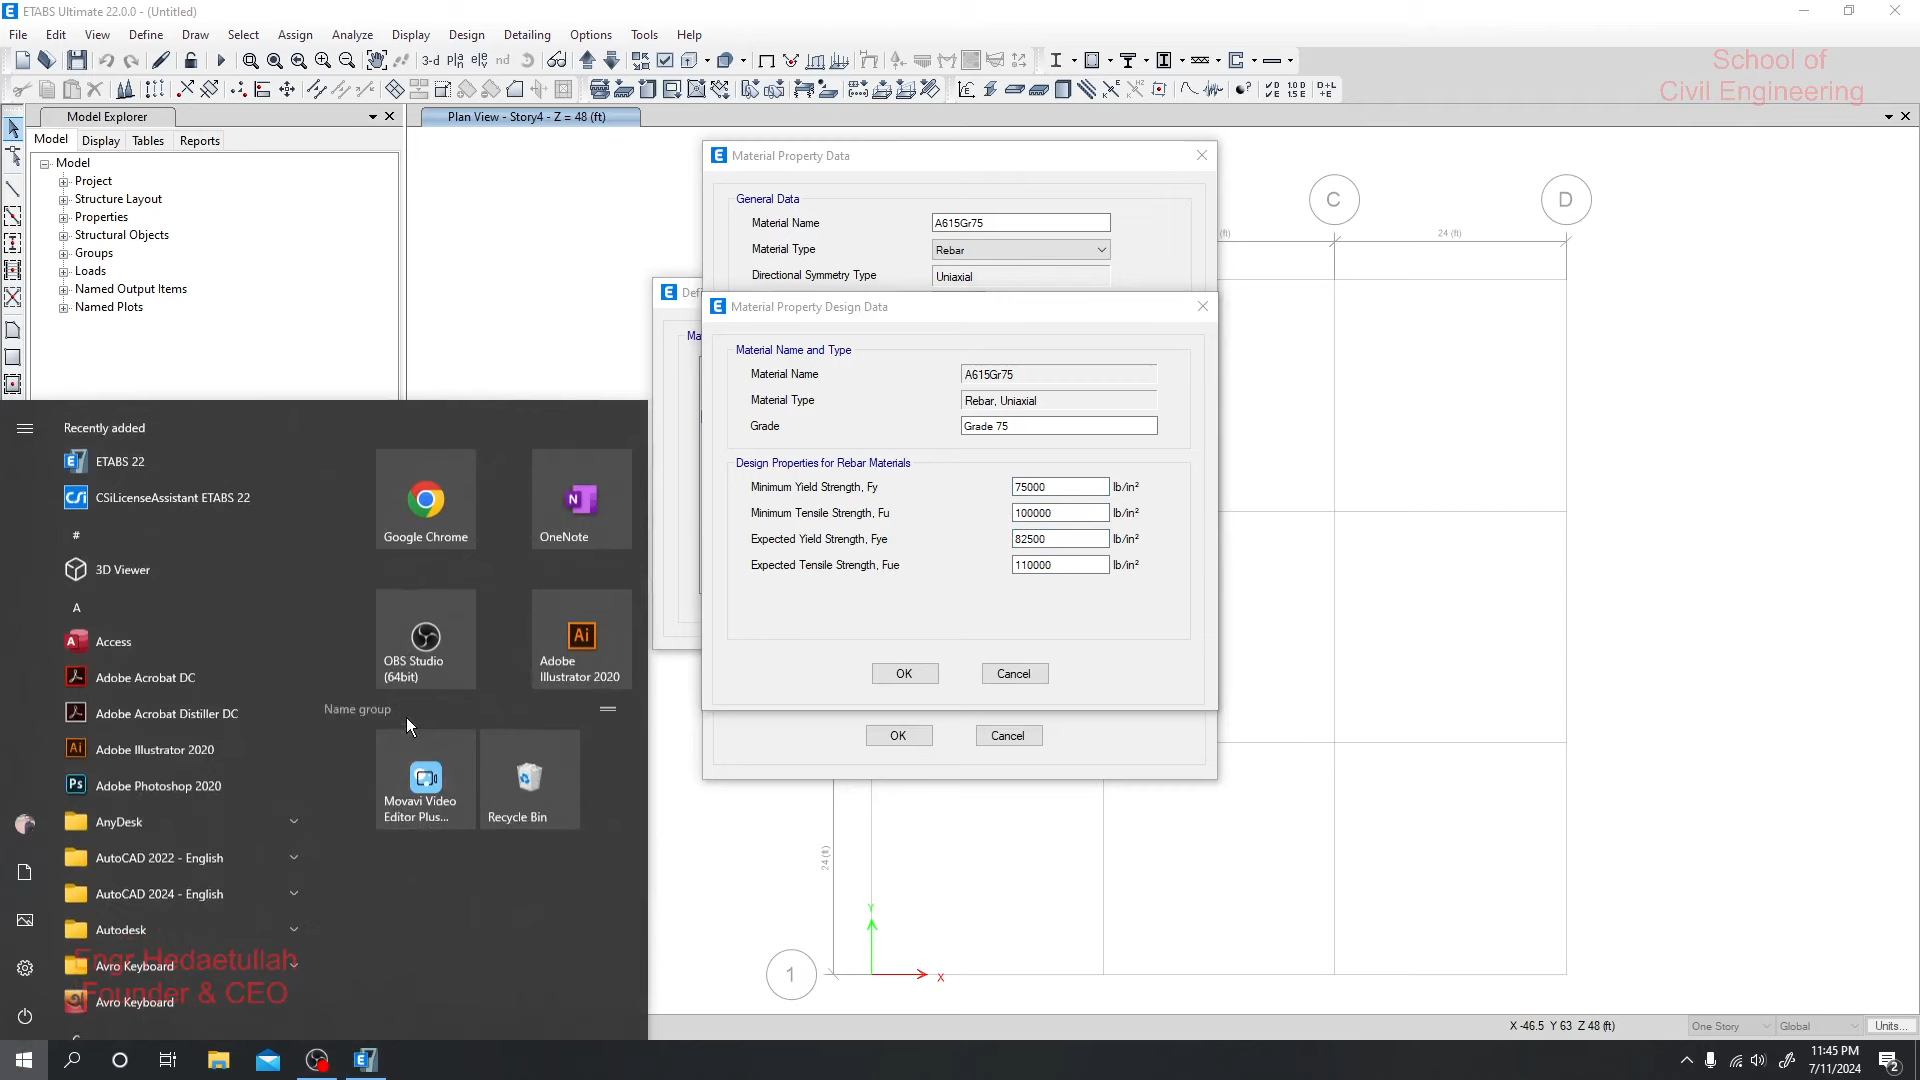 ETABS Ultimate 22.0.0 - (Untitled)
File Edit View Define Draw Select Assign Analyze Display Design Detailing Options Tools Help
3-d
nd
School of
Civil Engineering
Model Explorer
Plan View - Story4 - Z = 48 (ft)
Model Display Tables Reports
Model
Project
Structure Layout
Properties
Structural Objects
Groups
Loads
Named Output Items
Named Plots
Material Property Data
General Data
Material Name A615Gr75
Material Type Rebar
Directional Symmetry Type Uniaxial
Material Property Design Data
Material Name and Type
Material Name A615Gr75
Material Type Rebar, Uniaxial
Grade Grade 75
Design Properties for Rebar Materials
Minimum Yield Strength, Fy 75000 lb/in²
Minimum Tensile Strength, Fu 100000 lb/in²
Expected Yield Strength, Fye 82500 lb/in²
Expected Tensile Strength, Fue 110000 lb/in²
OK Cancel
OK Cancel
C
D
24 (ft)
24 (ft)
1
Y
X
Recently added
ETABS 22
CSiLicenseAssistant ETABS 22
#
3D Viewer
A
Access
Adobe Acrobat DC
Adobe Acrobat Distiller DC
Adobe Illustrator 2020
Adobe Photoshop 2020
AnyDesk
AutoCAD 2022 - English
AutoCAD 2024 - English
Autodesk
Avro Keyboard
Avro Keyboard
Google Chrome
OneNote
OBS Studio
(64bit)
Adobe
Illustrator 2020
Name group
Movavi Video
Editor Plus...
Recycle Bin
Engr Hedaetullah
Founder & CEO
X -46.5 Y 63 Z 48 (ft)
One Story
Global
Units...
11:45 PM
7/11/2024
2